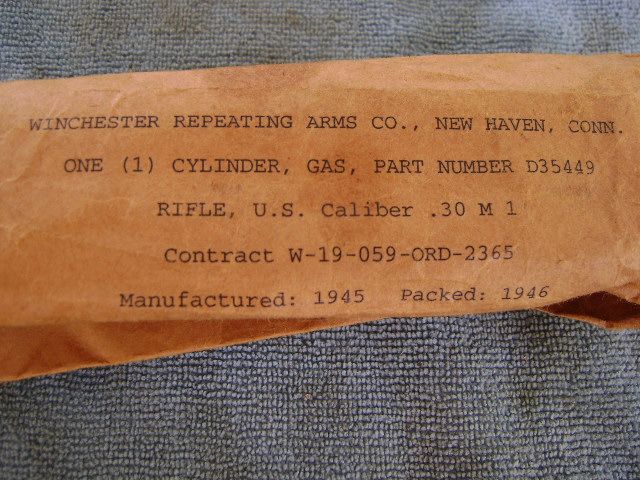 WINCHESTER REPEATING ARMS CO., NEW HAVEN, CONN.
ONE (1) CYLINDER, GAS, PART NUMBER D35449
RIFLE, U.S. Caliber .30 M 1
Contract W-19-059-ORD-2365
Manufactured: 1945 Packed: 1946